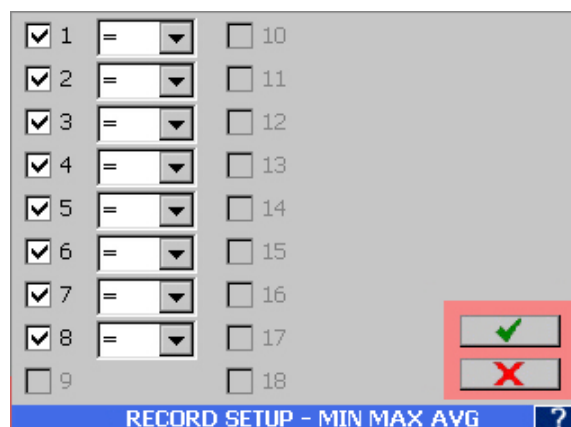 1 = 10
2 = 11
3 = 12
4 = 13
5 = 14
6 = 15
7 = 16
8 = 17
9 18
RECORD SETUP - MIN MAX AVG ?